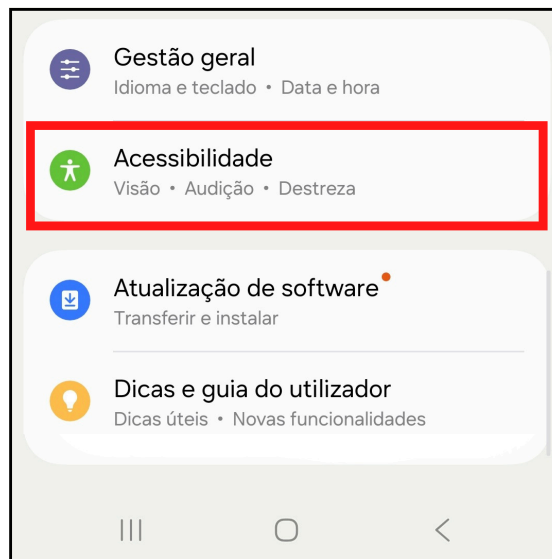 Gestão geral
Idioma e teclado • Data e hora
Acessibilidade
Visão • Audição • Destreza
Atualização de software
Transferir e instalar
Dicas e guia do utilizador
Dicas úteis • Novas funcionalidades